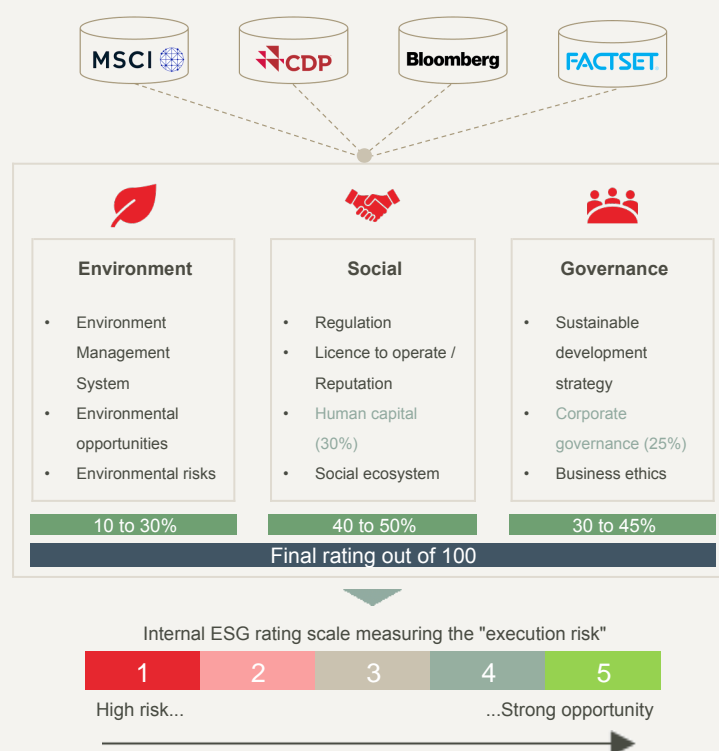 MSCI
CDP
Bloomberg
FACTSET
Environment
• Environment
Management
System
• Environmental
opportunities
• Environmental risks
10 to 30%
Social
• Regulation
• Licence to operate /
Reputation
• Human capital
(30%)
• Social ecosystem
40 to 50%
Governance
• Sustainable
development
strategy
• Corporate
governance (25%)
• Business ethics
30 to 45%
Final rating out of 100
Internal ESG rating scale measuring the "execution risk"
1 2 3 4 5
High risk... ...Strong opportunity